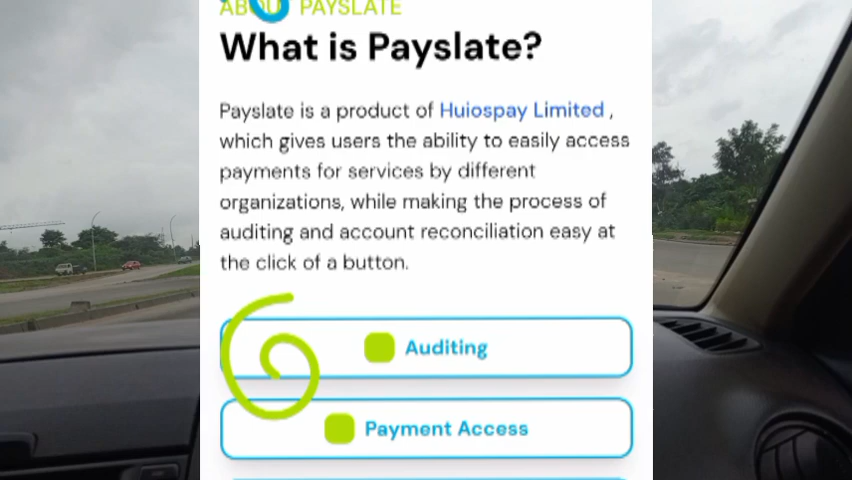 ABOU PAYSLATE
What is Payslate?
Payslate is a product of Huiospay Limited ,
which gives users the ability to easily access
payments for services by different
organizations, while making the process of
auditing and account reconciliation easy at
the click of a button.
Auditing
Payment Access